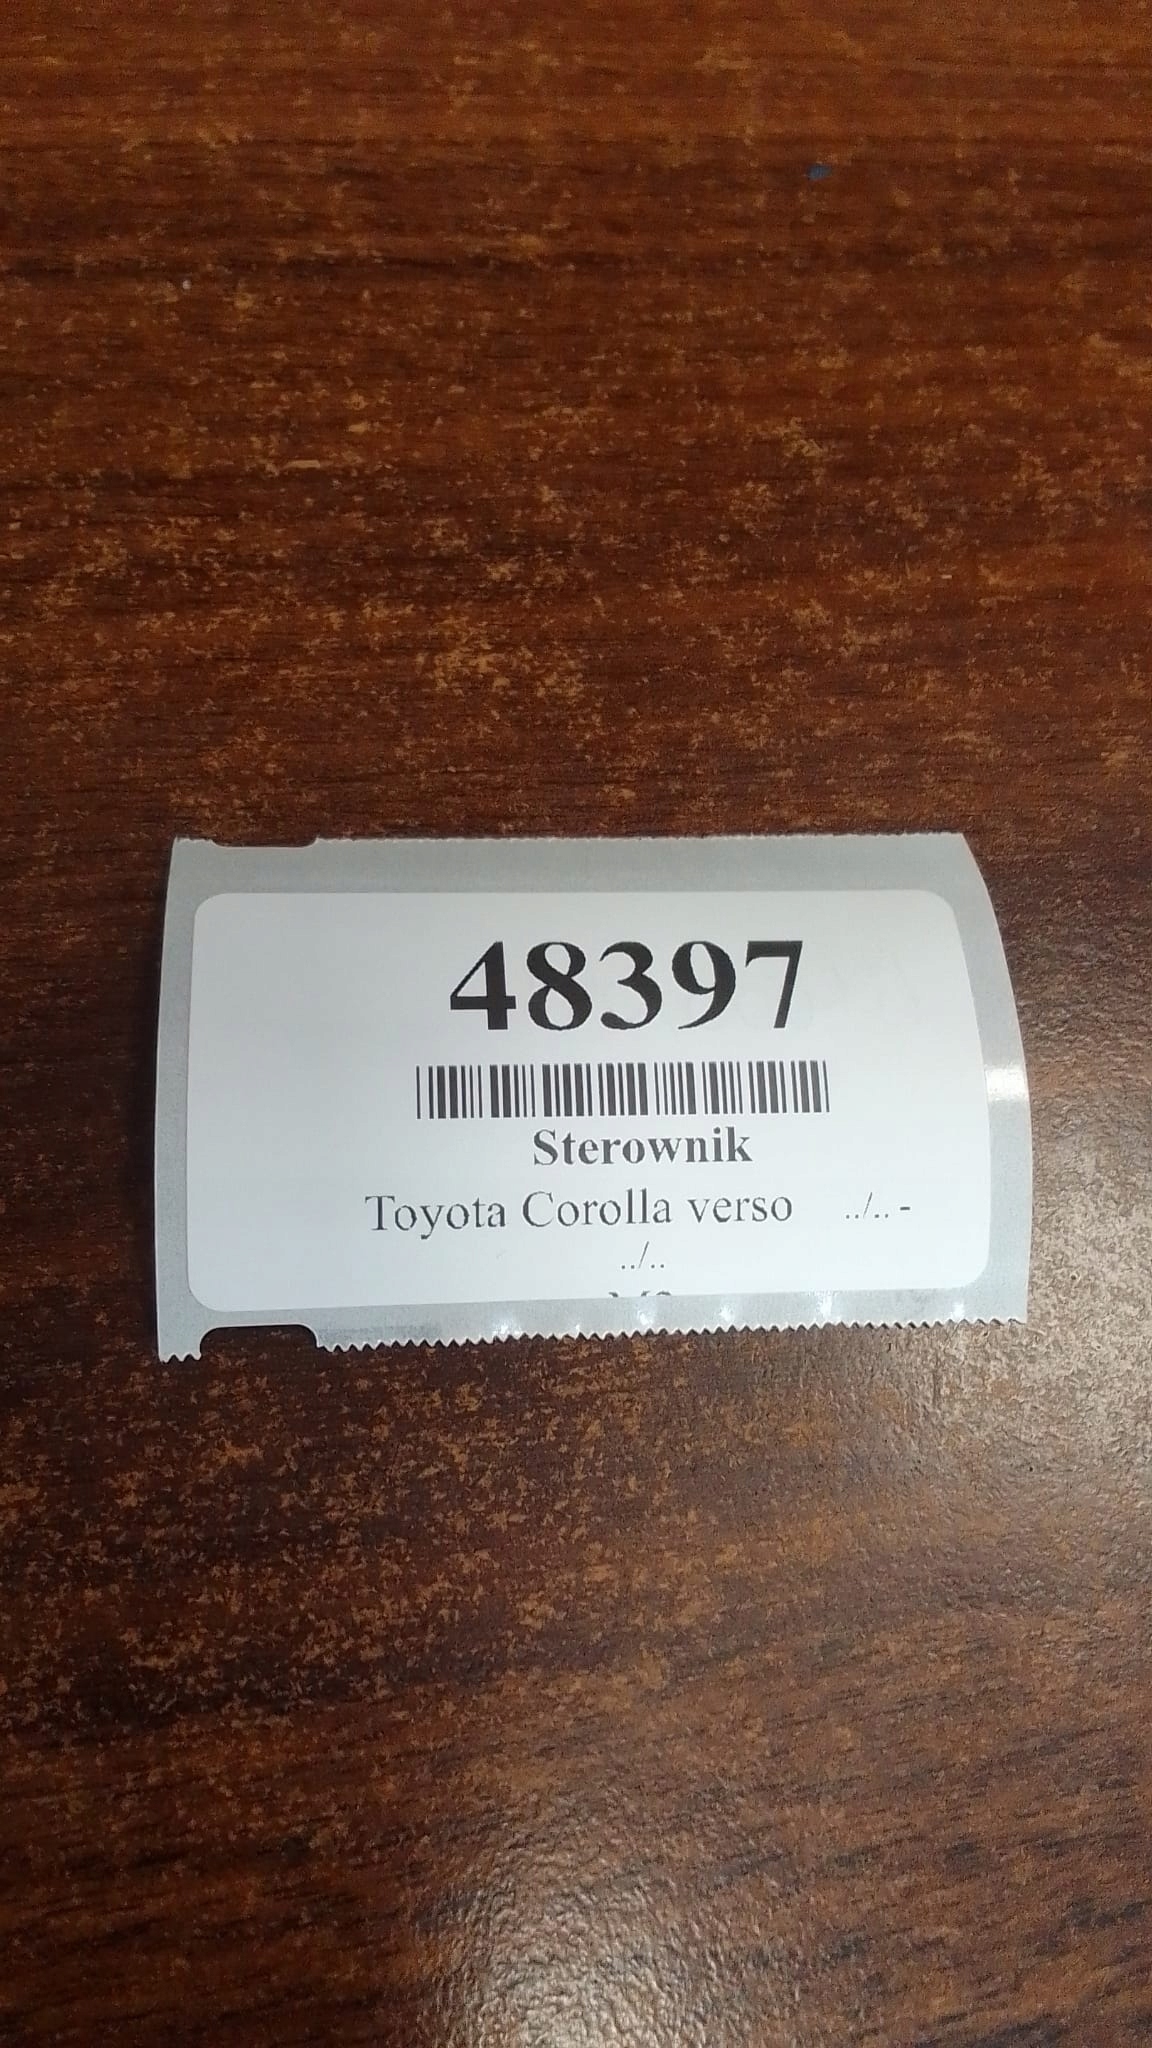 48397
Sterownik
Toyota Corolla verso ../.. -
../..